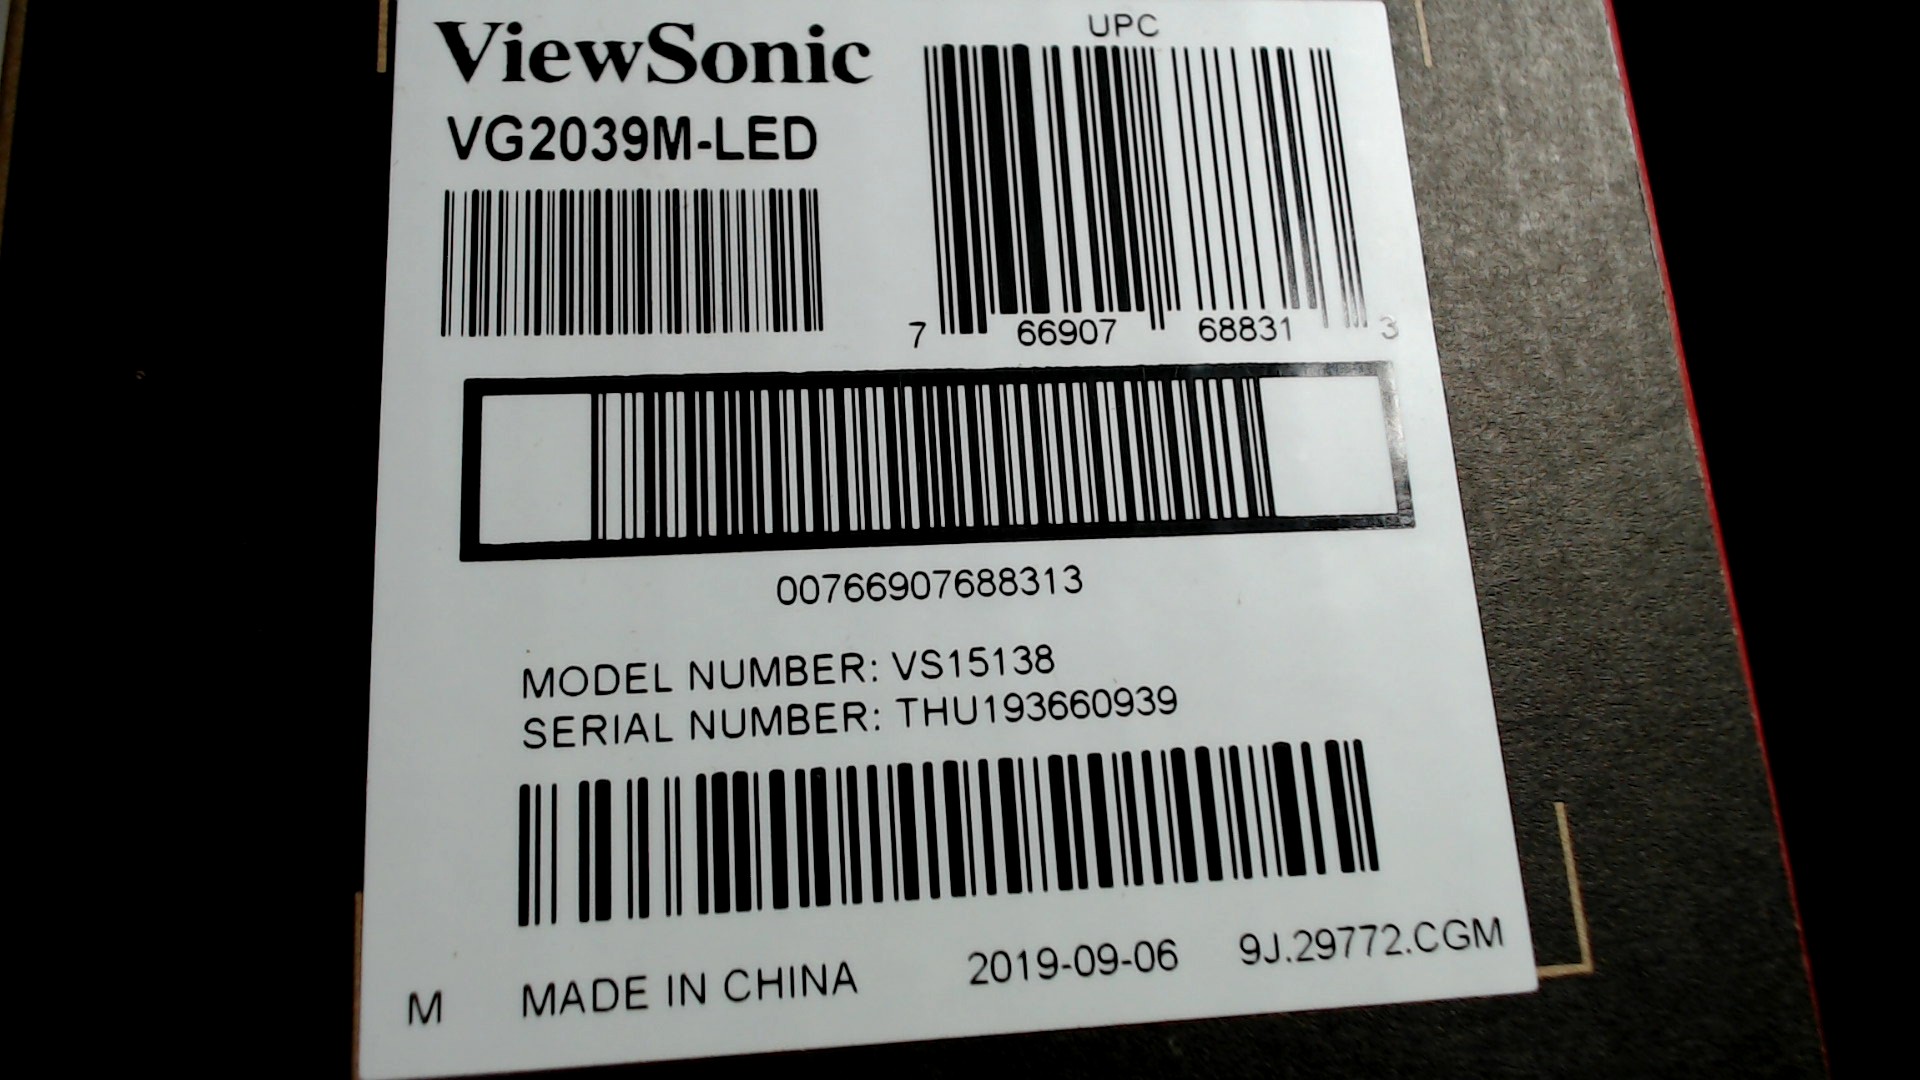 ViewSonic
VG2039M-LED
UPC
7 66907 68831 3
00766907688313
MODEL NUMBER: VS15138
SERIAL NUMBER: THU193660939
M MADE IN CHINA 2019-09-06 9J.29772.CGM